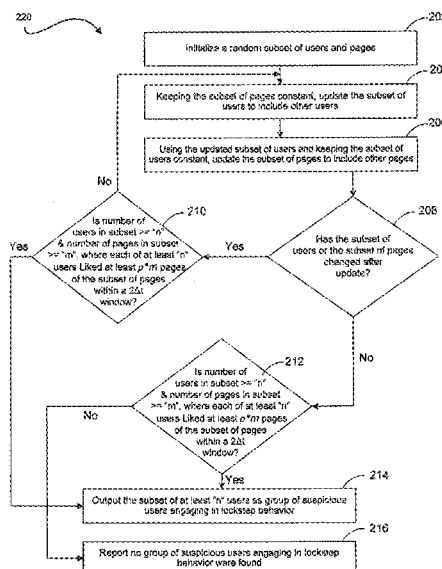 220
20
Initialize a random subset of users and pages
20
Keeping the subset of pages constant, update the subset
of users to include other users
20
Using the updated subset of users and keeping the subset of
users constant, update the subset of pages to include other pages
No
210
Is number of
users in subset >= "n"
& number of pages in subset
>= "m", where each of at least "n"
users Liked at least p*m pages
of the subset of pages
within a 2Δt
window?
Yes
Yes
208
Has the subset of
users or the subset of pages
changed after
update?
No
212
Is number of
users in subset >= "n"
& number of pages in subset
>= "m", where each of at least "n"
users Liked at least p*m pages
of the subset of pages
within a 2Δt
window?
No
Yes
214
Output the subset of at least "n" users as group of suspicious
users engaging in lockstep behavior
216
Report no group of suspicious users engaging in lockstep
behavior were found